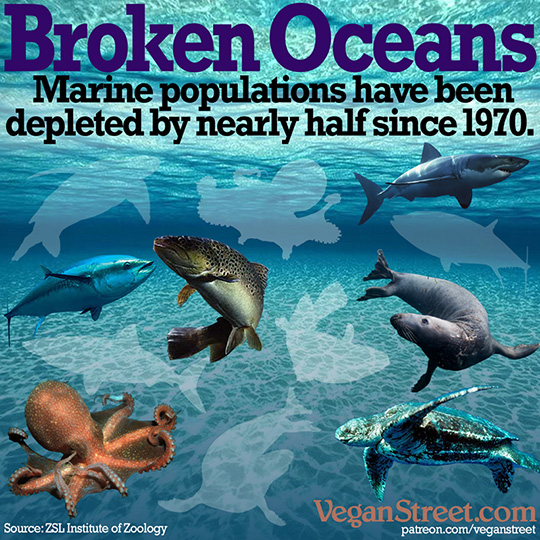 Broken Oceans
Marine populations have been
depleted by nearly half since 1970.
VeganStreet.com
Source: ZSL Institute of Zoology
patreon.com/veganstreet